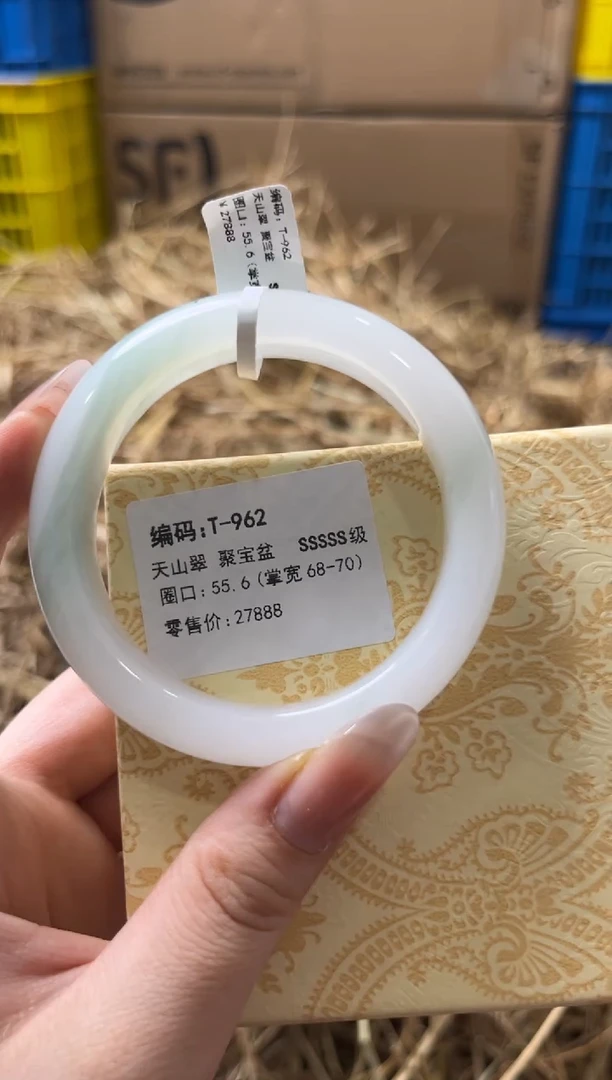 编码:T-962
天山翠 聚宝盆
圈口:55.6(掌宽
¥27888
SF
编码:T-962
天山翠 聚宝盆 SSSSS级
圈口:55.6(掌宽68-70)
零售价:27888